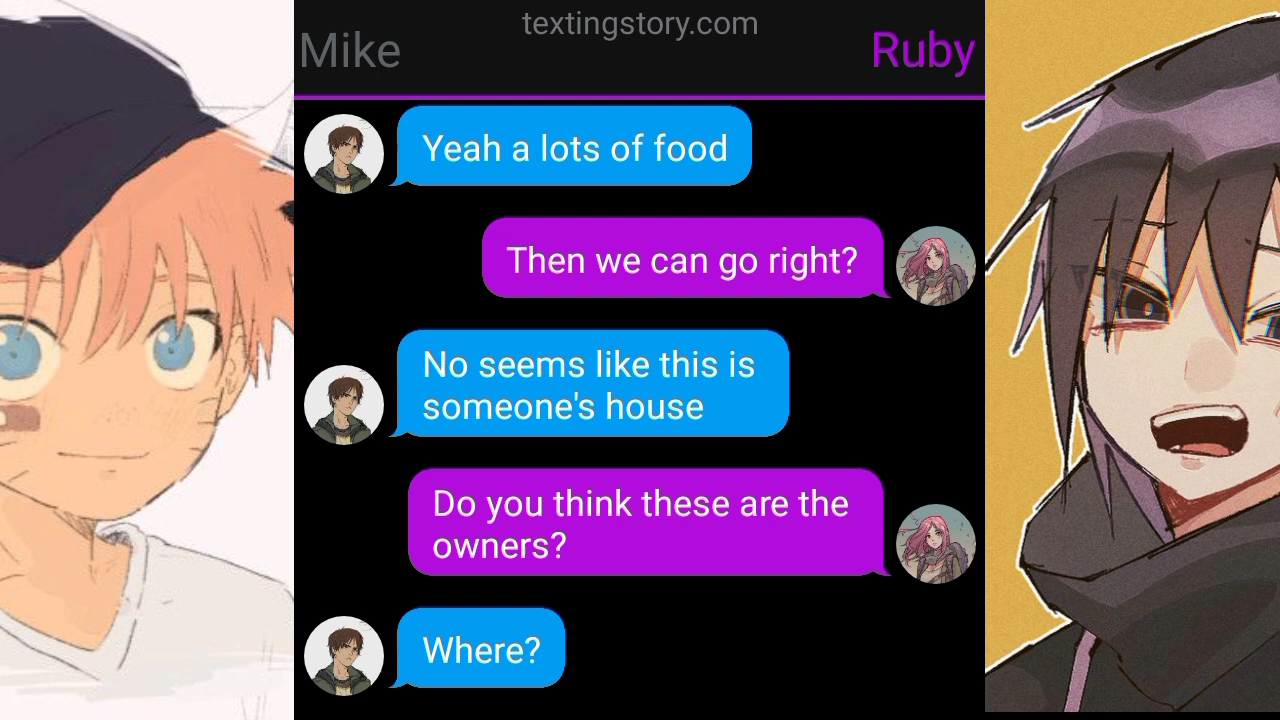 textingstory.com
Mike
Ruby
Yeah a lots of food
Then we can go right?
No seems like this is
someone's house
Do you think these are the
owners?
Where?